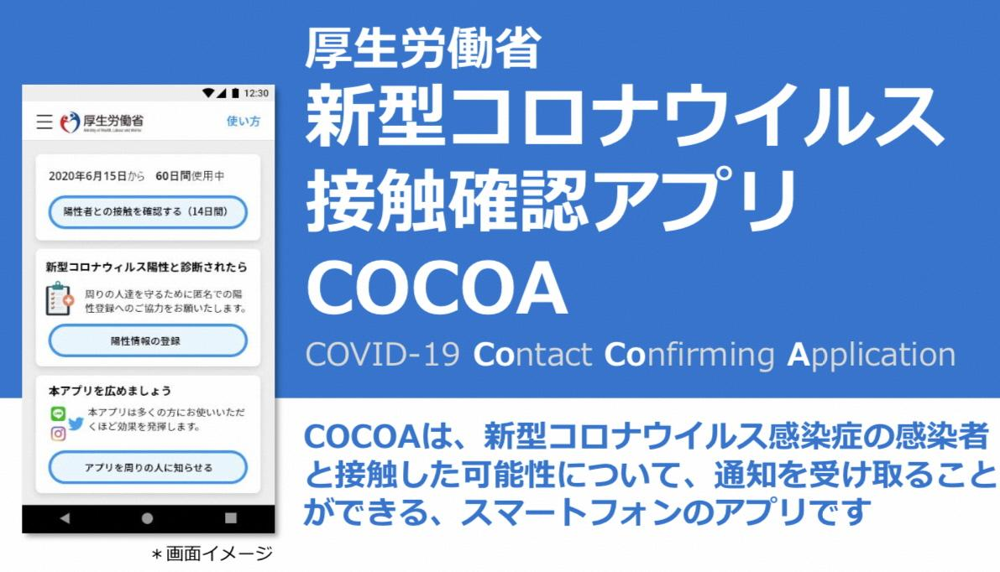 厚生労働省
新型コロナウイルス
接触確認アプリ
COCOA
COVID-19 Contact Confirming Application
12:30
厚生労働省
Ministry of Health, Labour and Welfare
使い方
2020年6月15日から 60日間使用中
陽性者との接触を確認する（14日間）
新型コロナウィルス陽性と診断されたら
周りの人達を守るために匿名での陽
性登録へのご協力をお願いいたします。
陽性情報の登録
本アプリを広めましょう
本アプリは多くの方にお使いいただ
くほど効果を発揮します。
アプリを周りの人に知らせる
＊画面イメージ
COCOAは、新型コロナウイルス感染症の感染者
と接触した可能性について、通知を受け取ること
ができる、スマートフォンのアプリです